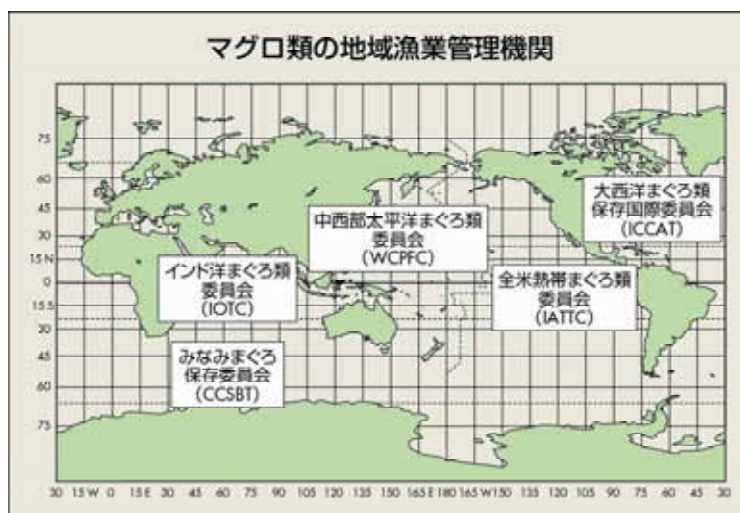 マグロ類の地域漁業管理機関
大西洋まぐろ類
保存国際委員会
(ICCAT)
中西部太平洋まぐろ類
委員会
(WCPFC)
インド洋まぐろ類
委員会
(IOTC)
全米熱帯まぐろ類
委員会
(IATTC)
みなみまぐろ
保存委員会
(CCSBT)
75
60
45
30
15 N
0
15.5
30
45
60
75
30 15 W 0 15 E 30 45 60 75 90 105 120 135 150 165 E 180 165 W 150 135 120 105 90 75 60 45 30